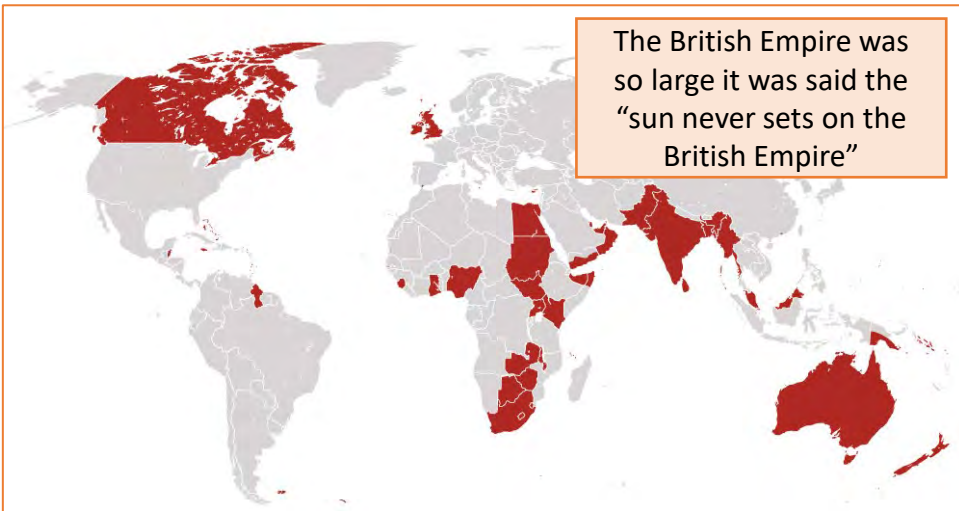 The British Empire was
so large it was said the
“sun never sets on the
British Empire”